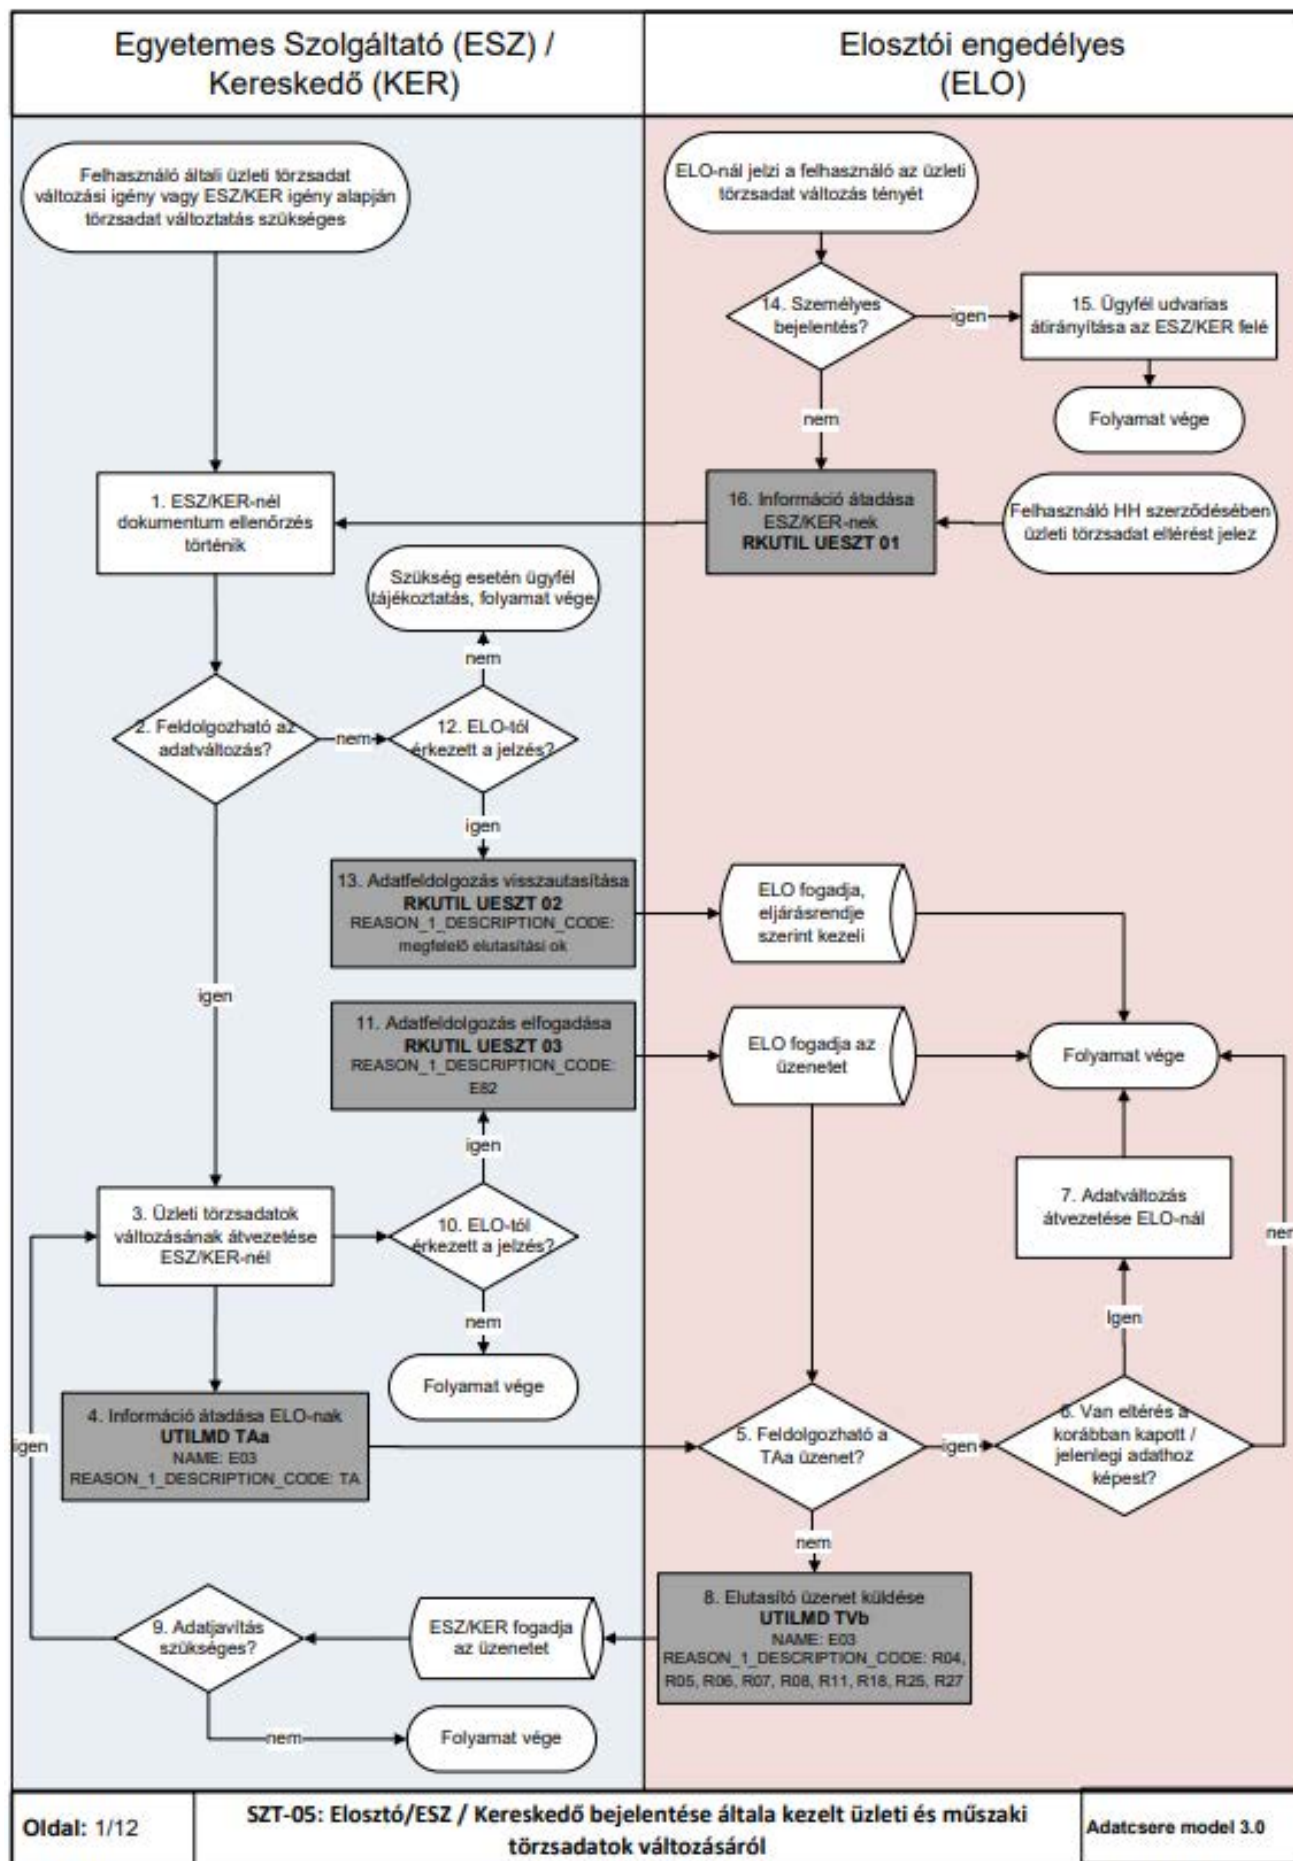 Egyetemes Szolgáltató (ESZ) /
Kereskedő (KER)
Elosztói engedélyes
(ELO)
Felhasználó általi üzleti törzsadat
változási igény vagy ESZ/KER igény alapján
törzsadat változtatás szükséges
ELO-nál jelzi a felhasználó az üzleti
törzsadat változás tényét
14. Személyes
bejelentés?
igen
15. Ügyfél udvarias
átirányítása az ESZ/KER felé
Folyamat vége
nem
1. ESZ/KER-nél
dokumentum ellenőrzés
történik
16. Információ átadása
ESZ/KER-nek
RKUTIL UESZT 01
Felhasználó HH szerződésében
üzleti törzsadat eltérést jelez
Szükség esetén ügyfél
tájékoztatás, folyamat vége
nem
2. Feldolgozható az
adatváltozás?
nem
12. ELO-tól
érkezett a jelzés?
igen
13. Adatfeldolgozás visszautasítása
RKUTIL UESZT 02
REASON_1_DESCRIPTION_CODE:
megfelelő elutasítási ok
ELO fogadja,
eljárásrendje
szerint kezeli
igen
11. Adatfeldolgozás elfogadása
RKUTIL UESZT 03
REASON_1_DESCRIPTION_CODE:
E82
ELO fogadja az
üzenetet
Folyamat vége
igen
3. Üzleti törzsadatok
változásának átvezetése
ESZ/KER-nél
10. ELO-tól
érkezett a jelzés?
7. Adatváltozás
átvezetése ELO-nál
nem
nem
Igen
Folyamat vége
4. Információ átadása ELO-nak
UTILMD TAa
NAME: E03
REASON_1_DESCRIPTION_CODE: TA
igen
5. Feldolgozható a
TAa üzenet?
igen
6. Van eltérés a
korábban kapott /
jelenlegi adathoz
képest?
nem
8. Elutasító üzenet küldése
UTILMD TVb
NAME: E03
REASON_1_DESCRIPTION_CODE: R04,
R05, R06, R07, R08, R11, R18, R25, R27
9. Adatjavítás
szükséges?
ESZ/KER fogadja
az üzenetet
nem
Folyamat vége
Oldal: 1/12
SZT-05: Elosztó/ESZ / Kereskedő bejelentése általa kezelt üzleti és műszaki
törzsadatok változásáról
Adatcsere model 3.0